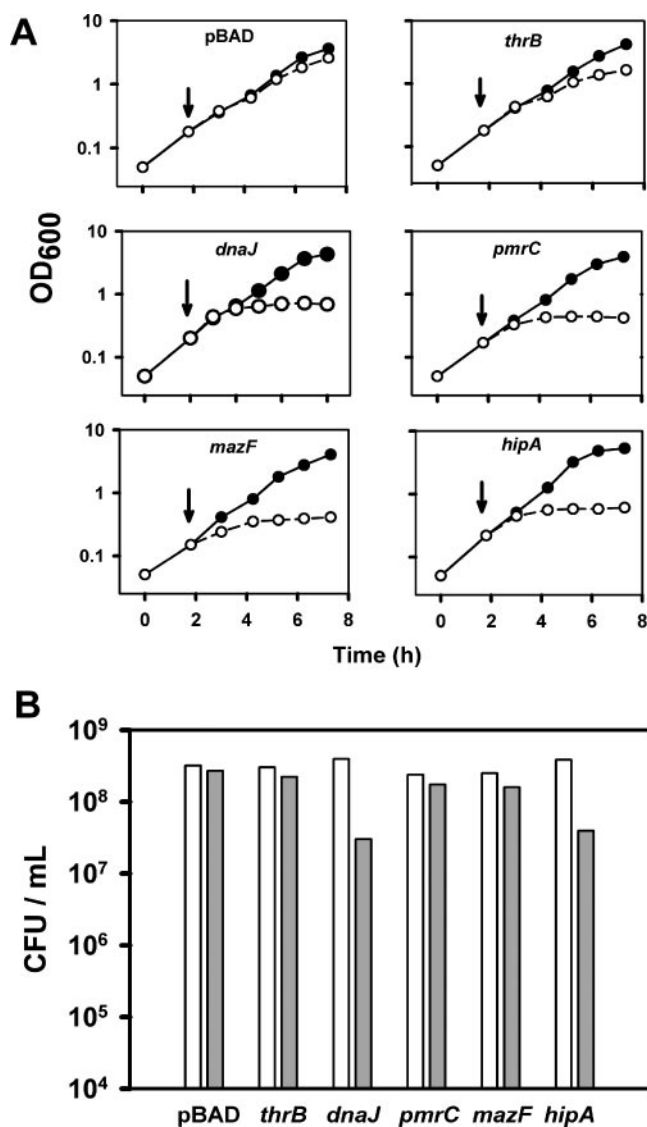 A
pBAD
thrB
10
1
0.1
dnaJ
pmrC
10
1
0.1
mazF
hipA
10
1
0.1
OD600
0 2 4 6 8 0 2 4 6 8
Time (h)
B
10⁹
10⁸
10⁷
10⁶
10⁵
10⁴
CFU / mL
pBAD thrB dnaJ pmrC mazF hipA